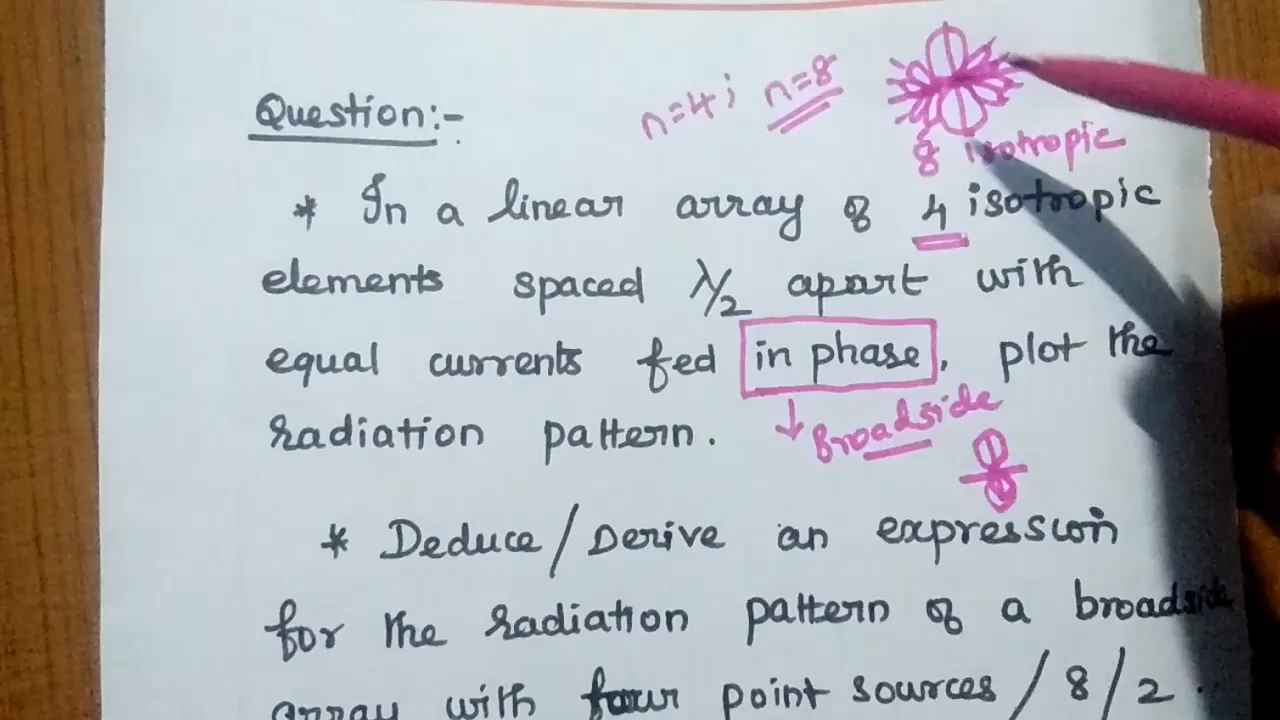 n=4; n=8
Question:-
8 isotropic
* In a linear array of 4 isotropic
elements spaced λ/2 apart with
equal currents fed in phase, plot the
radiation pattern. ↓ Broadside
* Deduce/Derive an expression
for the radiation pattern of a broadside
array with four point sources / 8 / 2